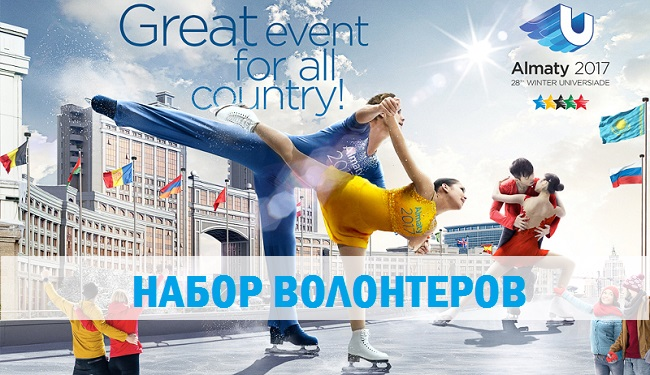 Great event
for all
country!
U
Almaty 2017
28TH WINTER UNIVERSIADE
НАБОР ВОЛОНТЕРОВ